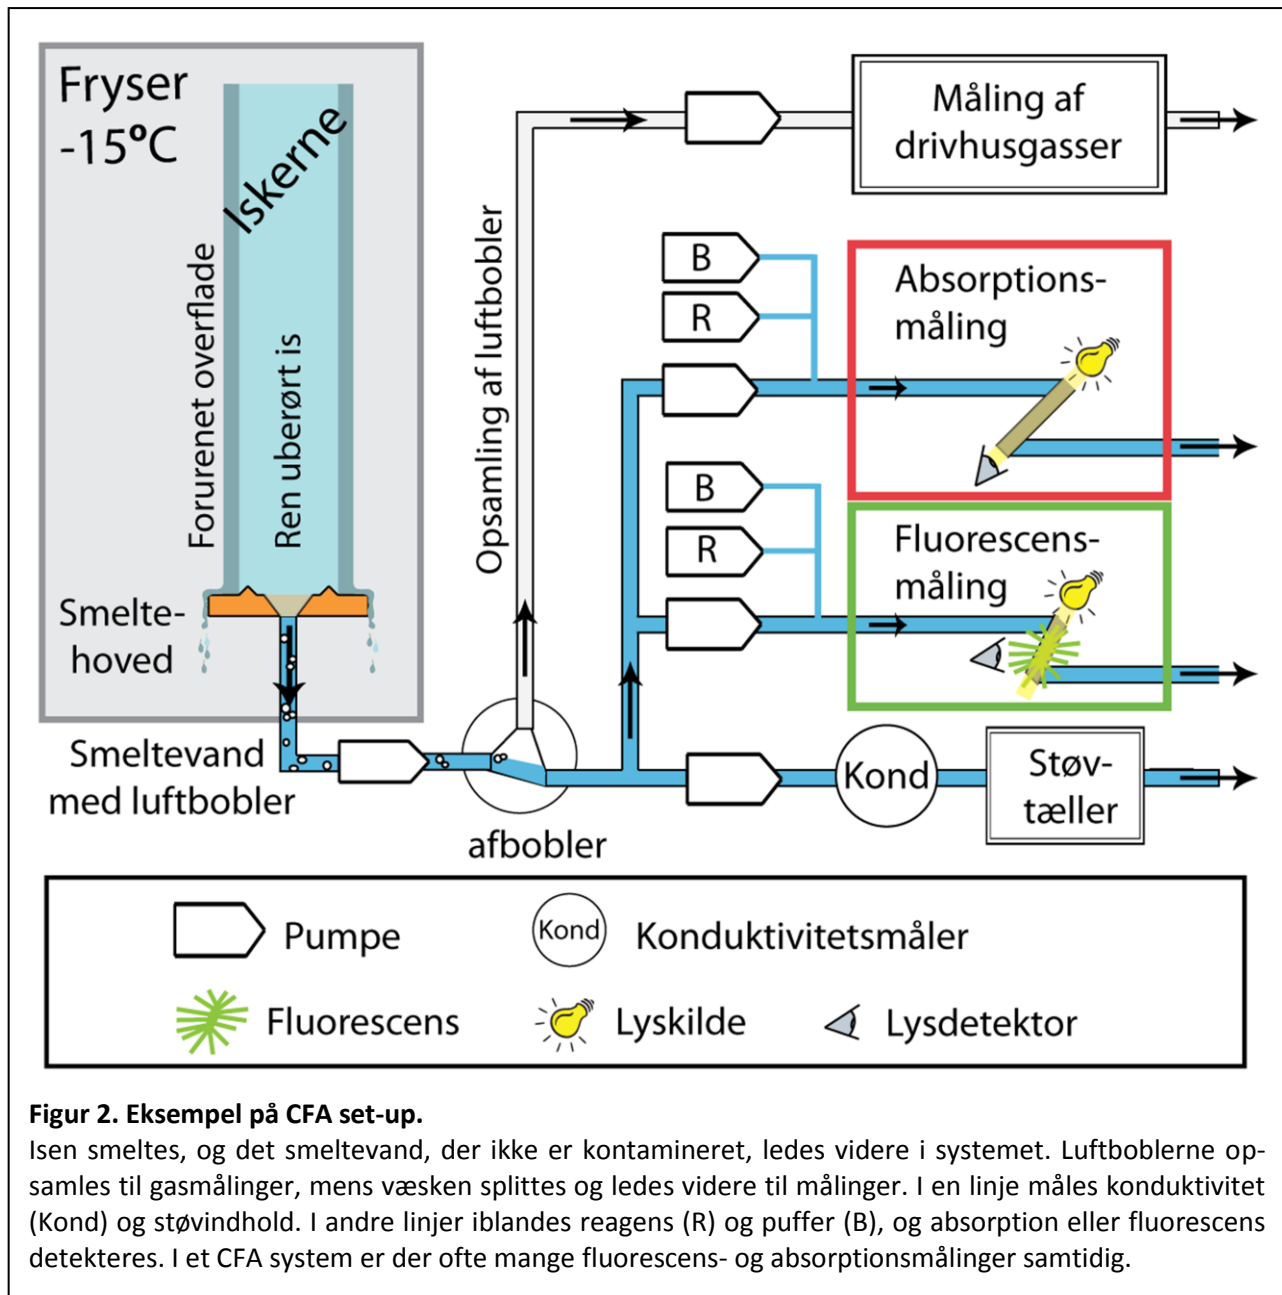 Fryser
-15°C
Iskerne
Forurenet overflade
Ren uberørt is
Smelte-
hoved
Smeltevand
med luftbobler
afbobler
Opsamling af luftbobler
Måling af
drivhusgasser
B
R
Absorptions-
måling
B
R
Fluorescens-
måling
Kond
Støv-
tæller
Pumpe
Kond
Konduktivitetsmåler
Fluorescens
Lyskilde
Lysdetektor
Figur 2. Eksempel på CFA set-up.
Isen smeltes, og det smeltevand, der ikke er kontamineret, ledes videre i systemet. Luftboblerne op-
samles til gasmålinger, mens væsken splittes og ledes videre til målinger. I en linje måles konduktivitet
(Kond) og støvindhold. I andre linjer iblandes reagens (R) og puffer (B), og absorption eller fluorescens
detekteres. I et CFA system er der ofte mange fluorescens- og absorptionsmålinger samtidig.